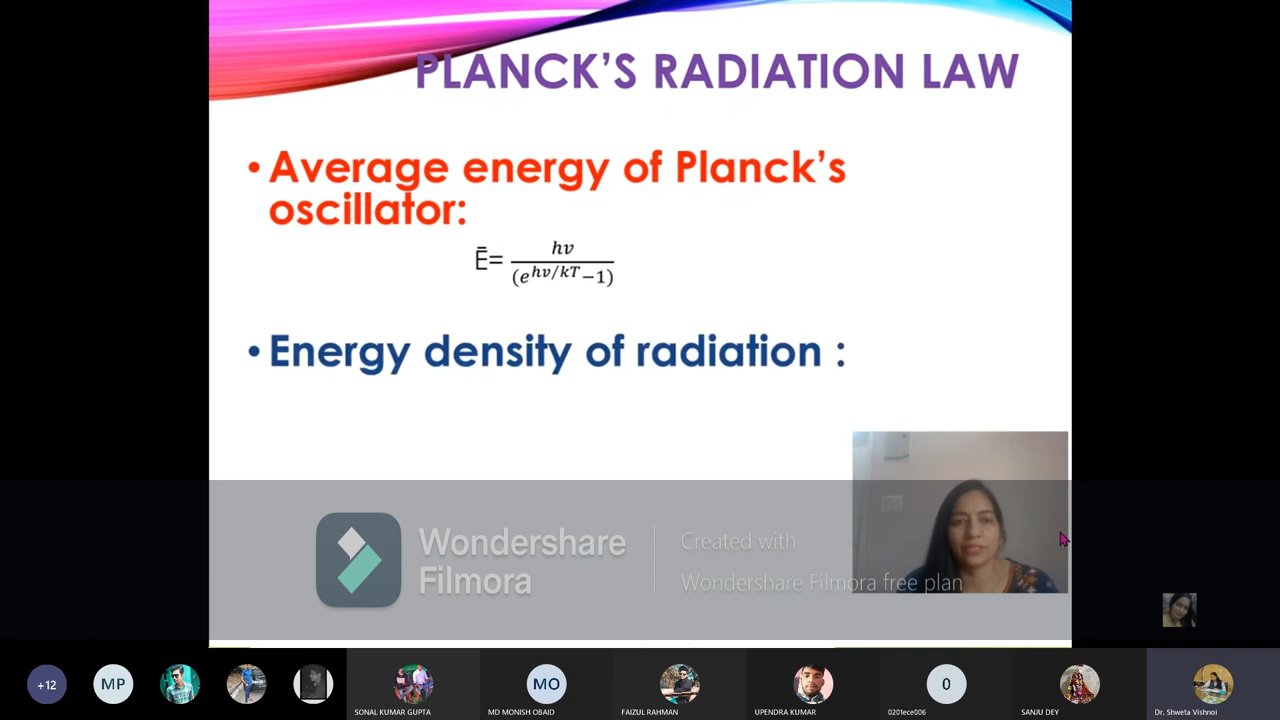 PLANCK’S RADIATION LAW
• Average energy of Planck’s
oscillator:
Ē= hν / (e^hν/kT −1)
• Energy density of radiation :
Wondershare
Filmora
Created with
Wondershare Filmora free plan
+12
MP
SONAL KUMAR GUPTA
MO
MD MONISH OBAID
FAIZUL RAHMAN
UPENDRA KUMAR
0
0201ece006
SANJU DEY
Dr. Shweta Vishnoi